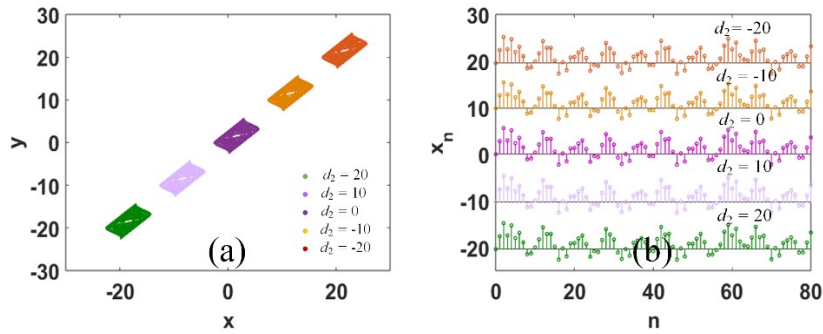 30
20
10
0
-10
-20
-30
y
-20
0
20
x
(a)
d₂ = 20
d₂ = 10
d₂ = 0
d₂ = -10
d₂ = -20
30
20
10
0
-10
-20
xₙ
0
20
40
60
80
n
(b)
d₂ = -20
d₂ = -10
d₂ = 0
d₂ = 10
d₂ = 20